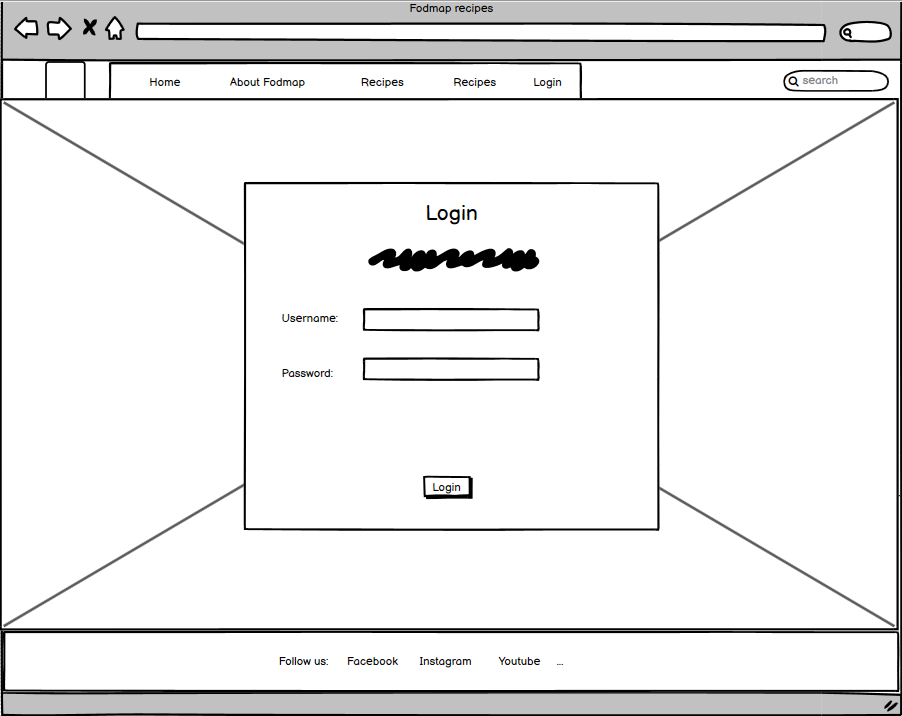 Fodmap recipes
Home About Fodmap Recipes Recipes Login search
Login
Username:
Password:
Login
Follow us: Facebook Instagram Youtube ...